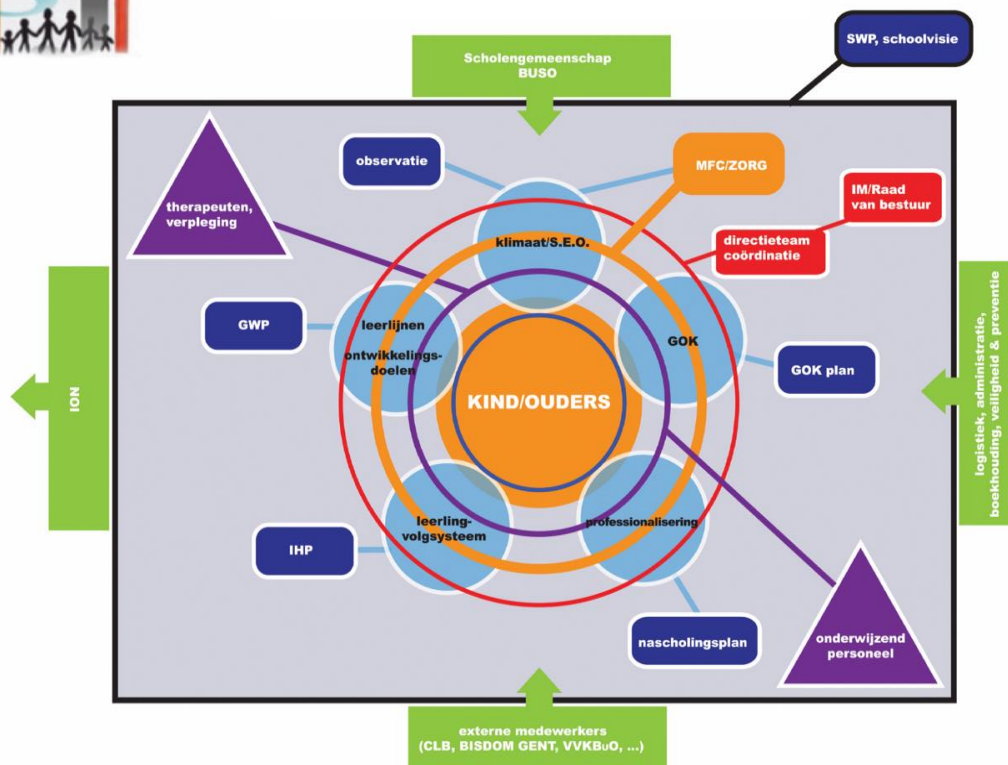 SWP, schoolvisie
Scholengemeenschap
BUSO
observatie
MFC/ZORG
IM/Raad
van bestuur
therapeuten,
verpleging
directieteam
coördinatie
klimaat/S.E.O.
GWP
leerlijnen
ontwikkelings-
doelen
GOK
GOK plan
KIND/OUDERS
ION
logistiek, administratie,
boekhouding, veiligheid & preventie
leerling-
volgsysteem
professionalisering
IHP
nascholingsplan
onderwijzend
personeel
externe medewerkers
(CLB, BISDOM GENT, VVKBuO, ...)